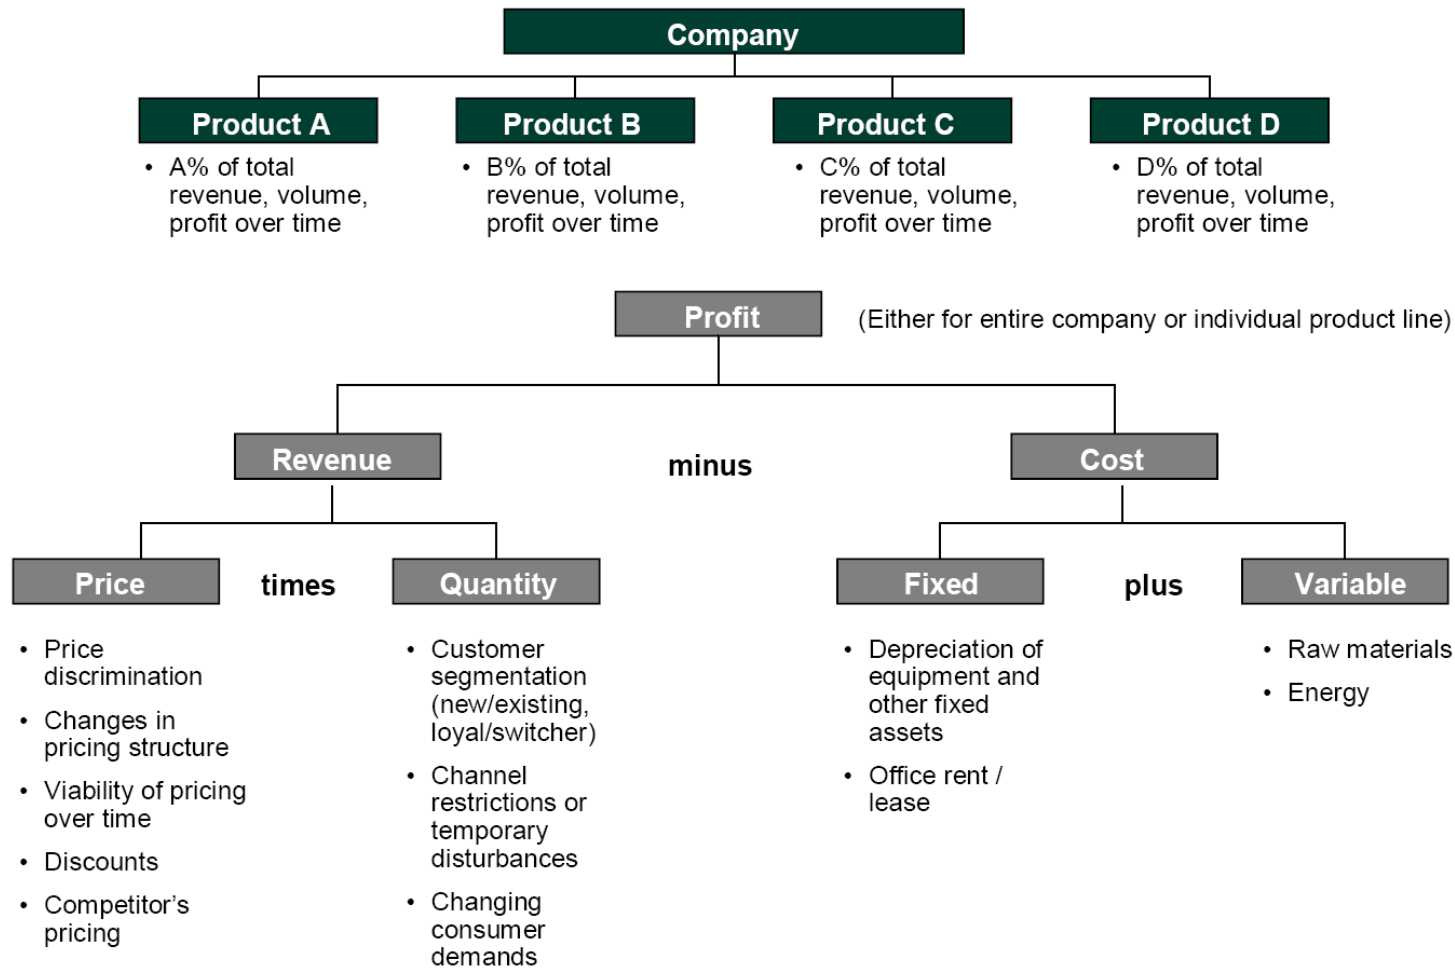 Company
Product A
• A% of total
revenue, volume,
profit over time
Product B
• B% of total
revenue, volume,
profit over time
Product C
• C% of total
revenue, volume,
profit over time
Product D
• D% of total
revenue, volume,
profit over time
Profit
(Either for entire company or individual product line)
Revenue
minus
Cost
Price
times
Quantity
Fixed
plus
Variable
• Price
discrimination
• Changes in
pricing structure
• Viability of pricing
over time
• Discounts
• Competitor’s
pricing
• Customer
segmentation
(new/existing,
loyal/switcher)
• Channel
restrictions or
temporary
disturbances
• Changing
consumer
demands
• Depreciation of
equipment and
other fixed
assets
• Office rent /
lease
• Raw materials
• Energy